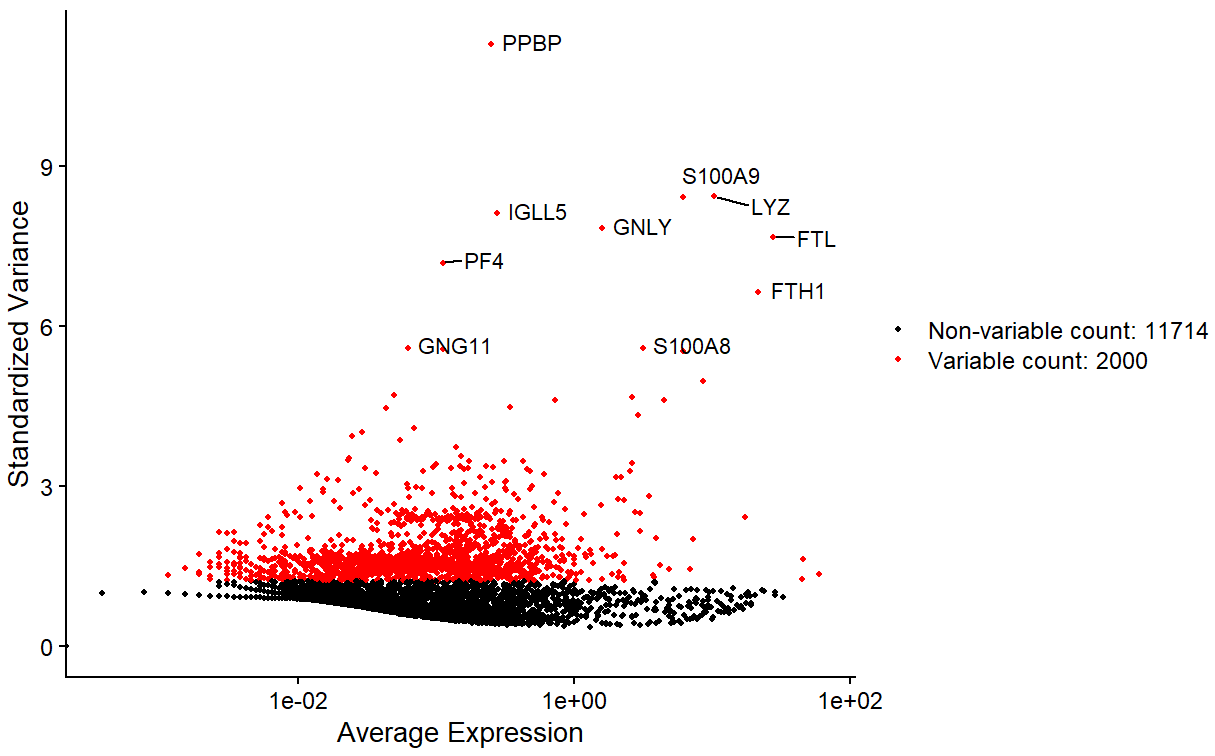 PPBP
9
S100A9
LYZ
IGLL5
GNLY
FTL
PF4
FTH1
6
GNG11
S100A8
Non-variable count: 11714
Variable count: 2000
Standardized Variance
3
0
1e-02
1e+00
1e+02
Average Expression